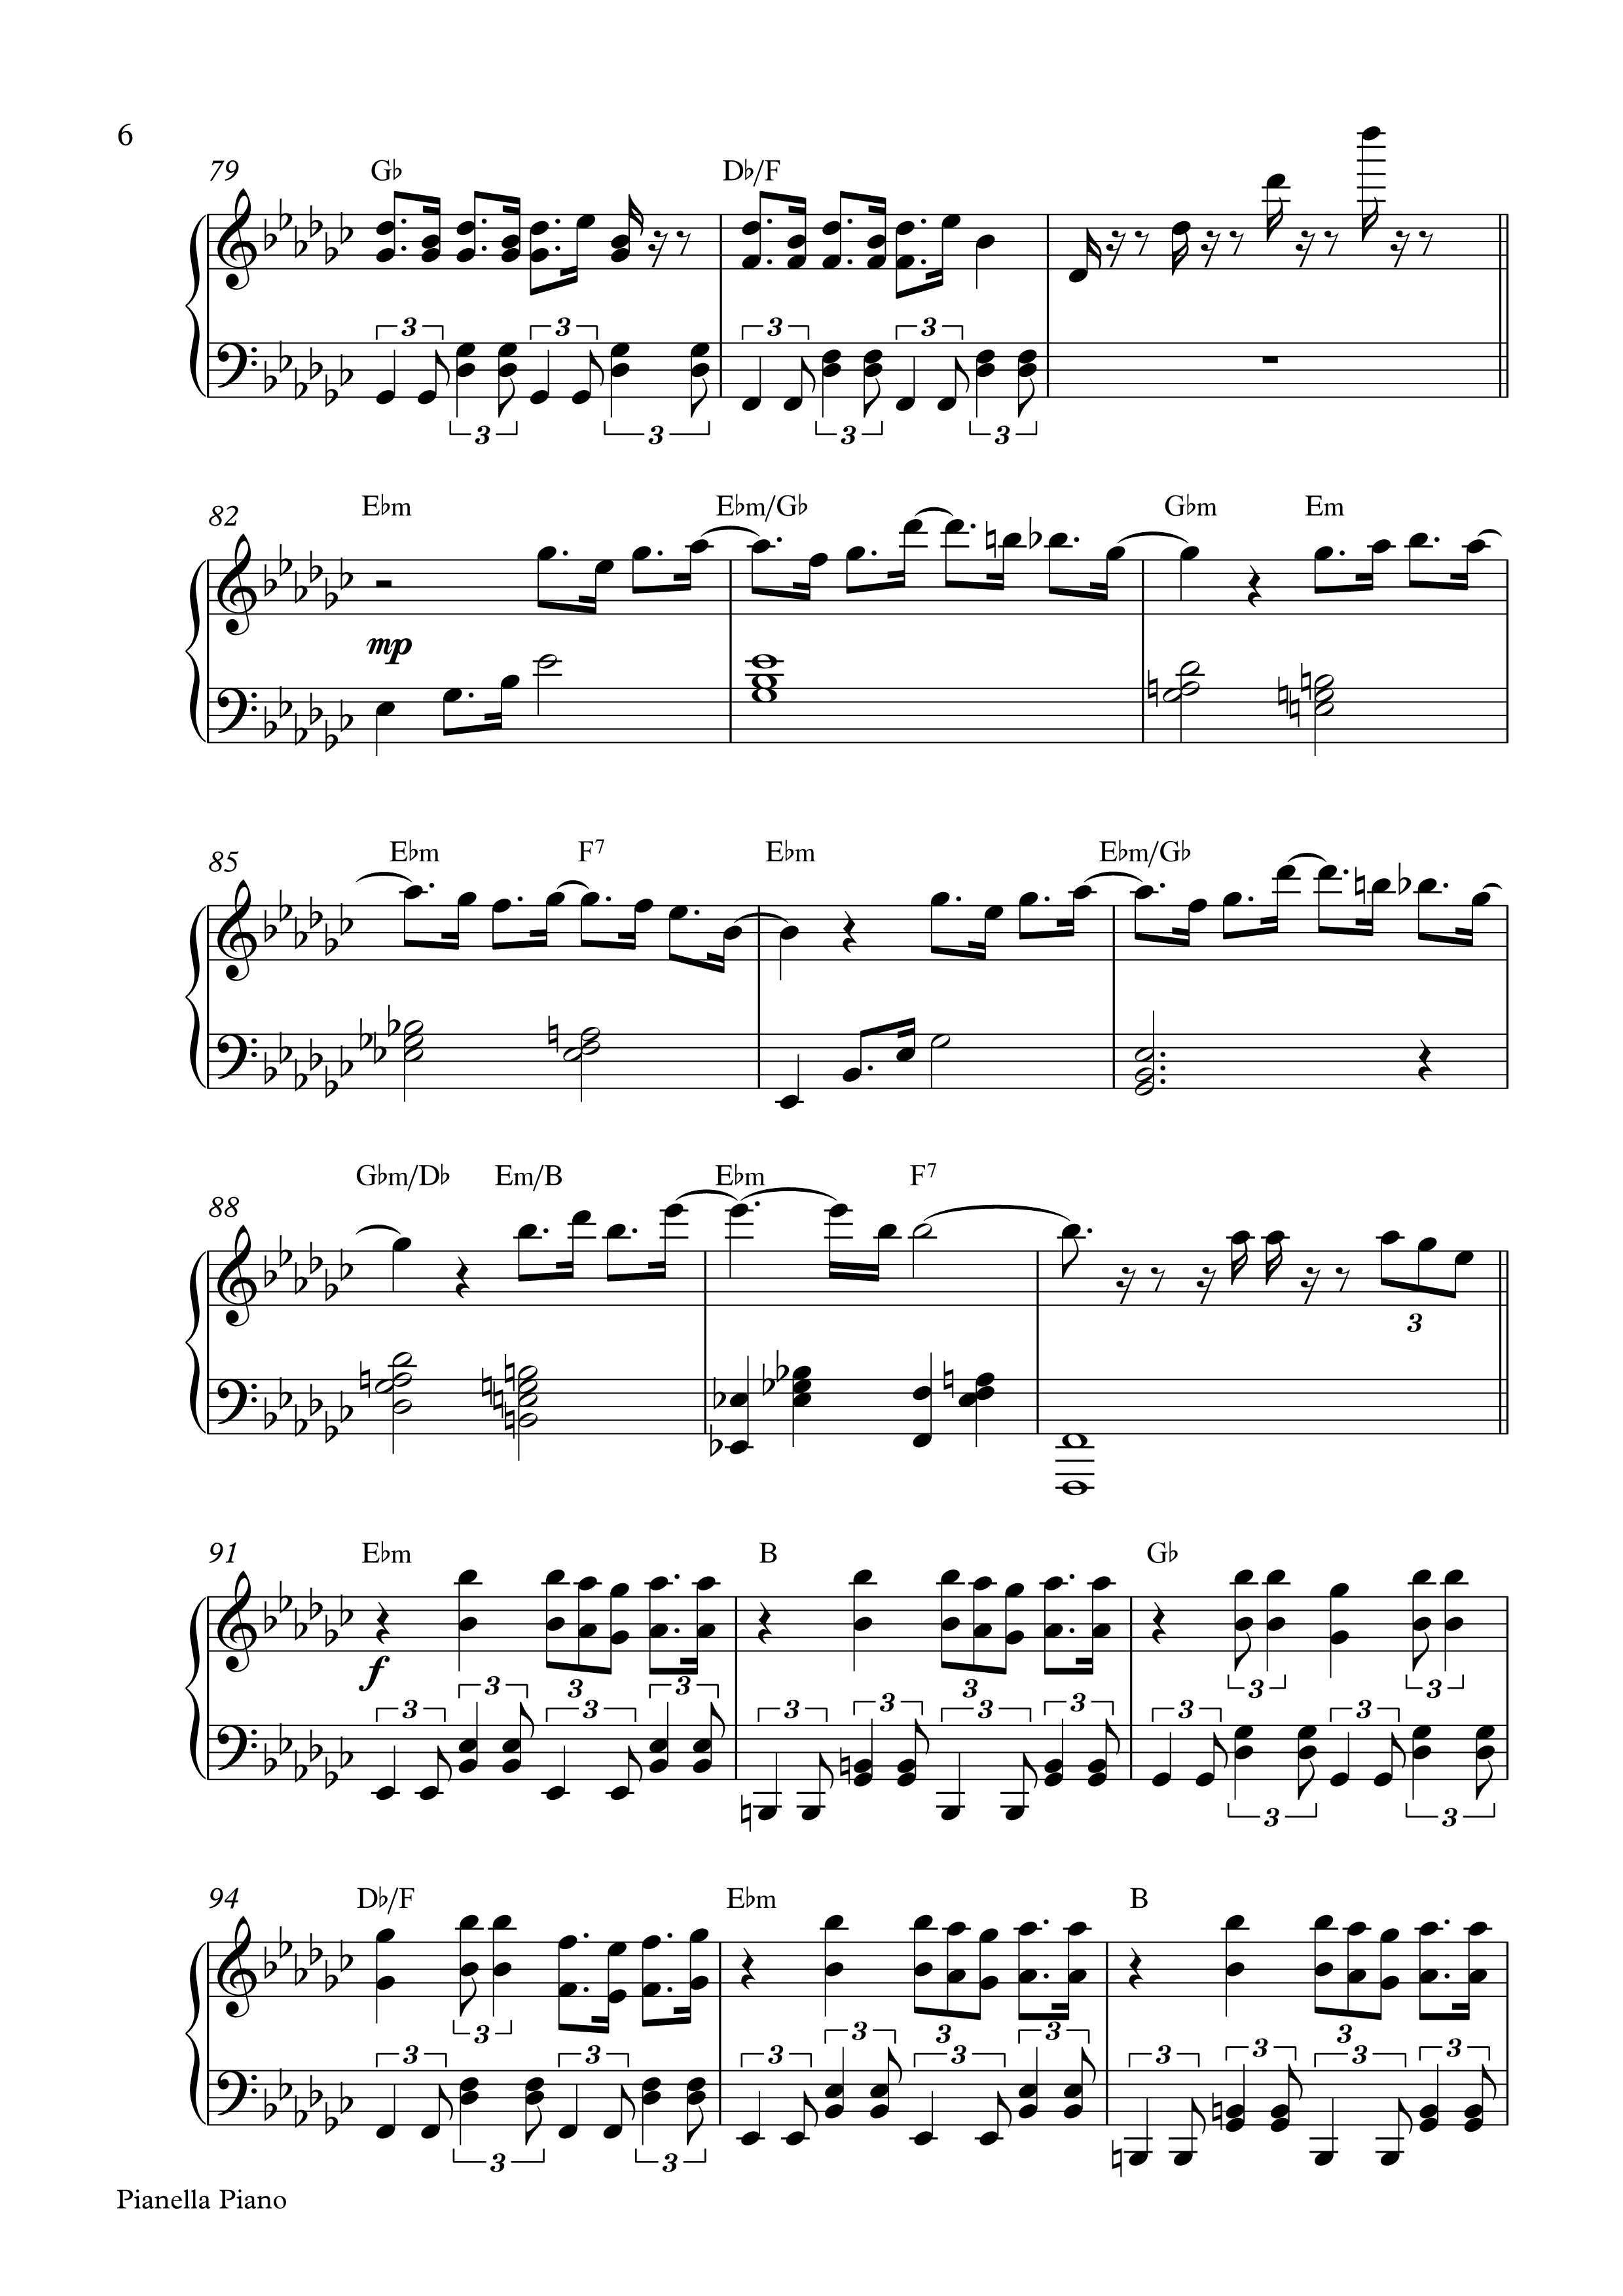 6
79 G♭ D♭/F
3 3
3 3 3 3
82 E♭m E♭m/G♭ G♭m Em
mp
85 E♭m F7 E♭m E♭m/G♭
88 G♭m/D♭ Em/B E♭m F7
3
91 E♭m B G♭
f
3 3 3 3 3 3
3 3 3 3 3 3 3 3
3 3
94 D♭/F E♭m B
3 3 3 3 3
3 3 3 3 3 3 3 3
3 3
Pianella Piano